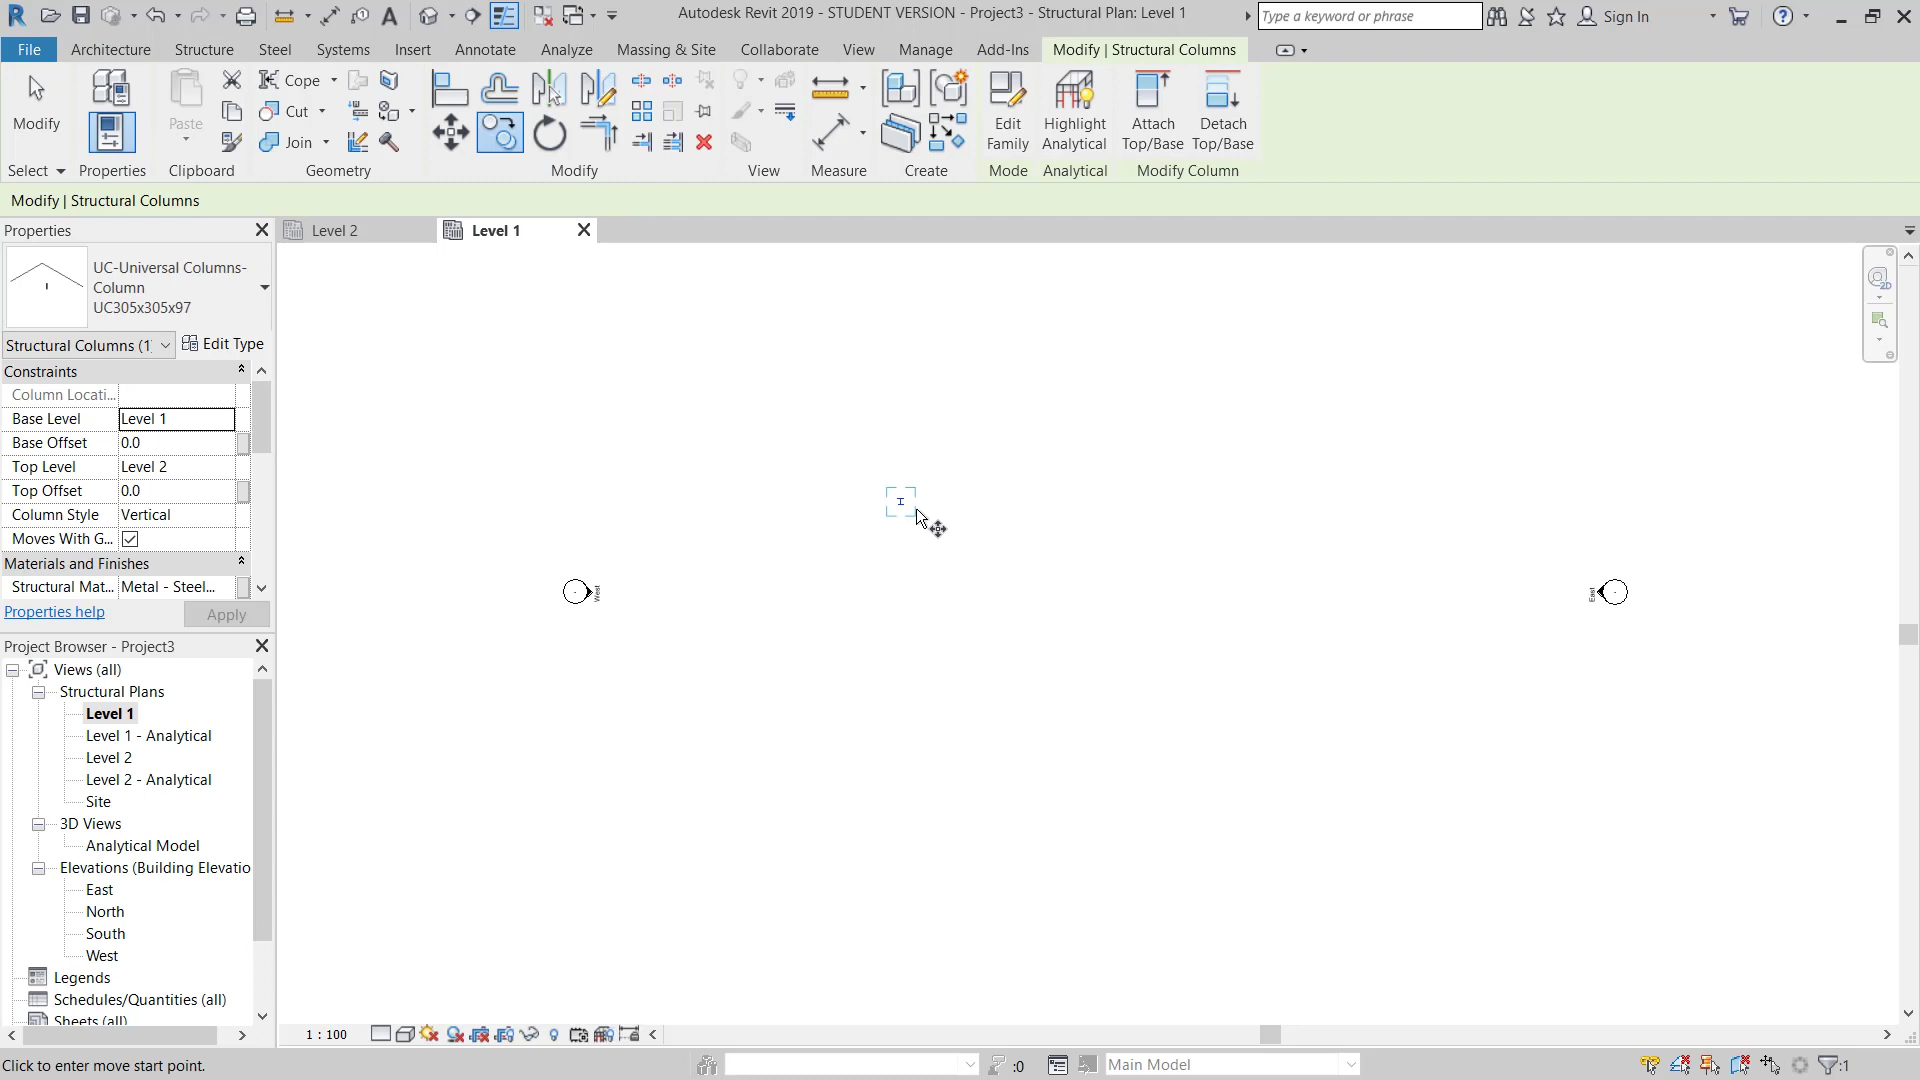 Autodesk Revit 2019 - STUDENT VERSION - Project3 - Structural Plan: Level 1
Type a keyword or phrase
Sign In
File
Architecture
Structure
Steel
Systems
Insert
Annotate
Analyze
Massing & Site
Collaborate
View
Manage
Add-Ins
Modify | Structural Columns
Modify
Paste
Cope
Cut
Join
Edit
Family
Highlight
Analytical
Attach
Top/Base
Detach
Top/Base
Select
Properties
Clipboard
Geometry
Modify
View
Measure
Create
Mode
Analytical
Modify Column
Modify | Structural Columns
Properties
Level 2
Level 1
UC-Universal Columns-
Column
UC305x305x97
Structural Columns (1)
Edit Type
Constraints
Column Locati...
Base Level Level 1
Base Offset 0.0
Top Level Level 2
Top Offset 0.0
Column Style Vertical
Moves With G...
Materials and Finishes
Structural Mat... Metal - Steel...
Properties help
Apply
Project Browser - Project3
Views (all)
Structural Plans
Level 1
Level 1 - Analytical
Level 2
Level 2 - Analytical
Site
3D Views
Analytical Model
Elevations (Building Elevatio
East
North
South
West
Legends
Schedules/Quantities (all)
Sheets (all)
West
East
2D
1 : 100
Click to enter move start point.
:0
Main Model
:1